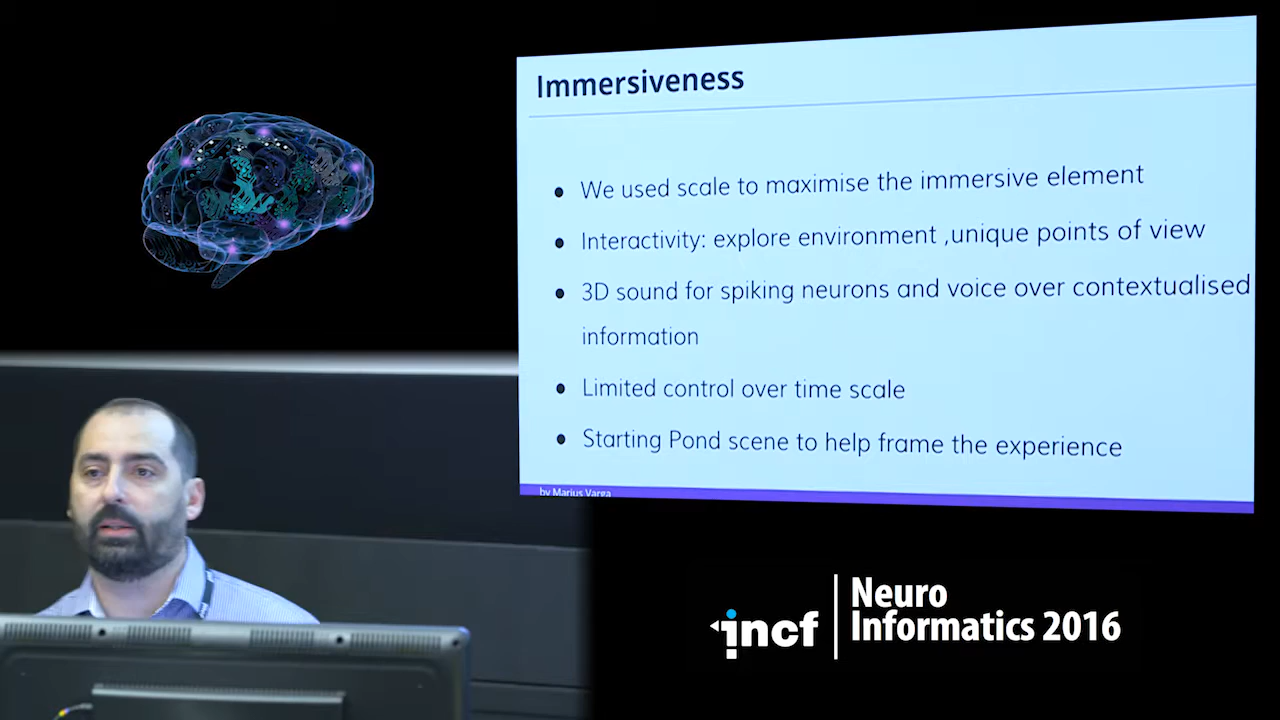 Immersiveness
• We used scale to maximise the immersive element
• Interactivity: explore environment ,unique points of view
• 3D sound for spiking neurons and voice over contextualised
information
• Limited control over time scale
• Starting Pond scene to help frame the experience
by Marius Varga
incf
Neuro
Informatics 2016